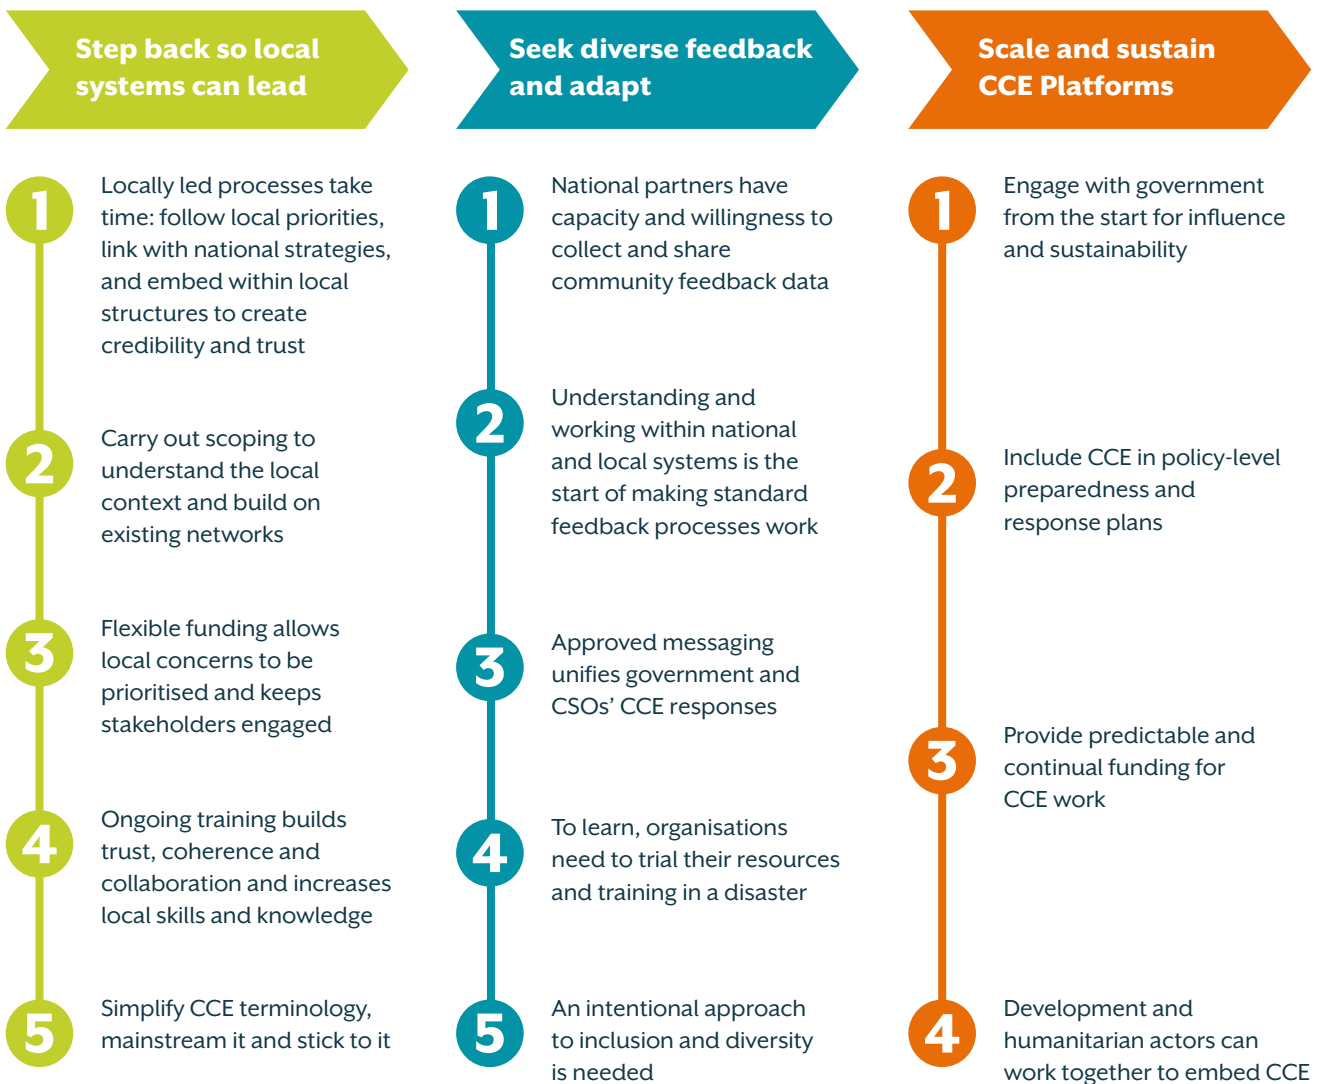 Step back so local
systems can lead
1
Locally led processes take
time: follow local priorities,
link with national strategies,
and embed within local
structures to create
credibility and trust
2
Carry out scoping to
understand the local
context and build on
existing networks
3
Flexible funding allows
local concerns to be
prioritised and keeps
stakeholders engaged
4
Ongoing training builds
trust, coherence and
collaboration and increases
local skills and knowledge
5
Simplify CCE terminology,
mainstream it and stick to it
Seek diverse feedback
and adapt
1
National partners have
capacity and willingness to
collect and share
community feedback data
2
Understanding and
working within national
and local systems is the
start of making standard
feedback processes work
3
Approved messaging
unifies government and
CSOs’ CCE responses
4
To learn, organisations
need to trial their resources
and training in a disaster
5
An intentional approach
to inclusion and diversity
is needed
Scale and sustain
CCE Platforms
1
Engage with government
from the start for influence
and sustainability
2
Include CCE in policy-level
preparedness and
response plans
3
Provide predictable and
continual funding for
CCE work
4
Development and
humanitarian actors can
work together to embed CCE